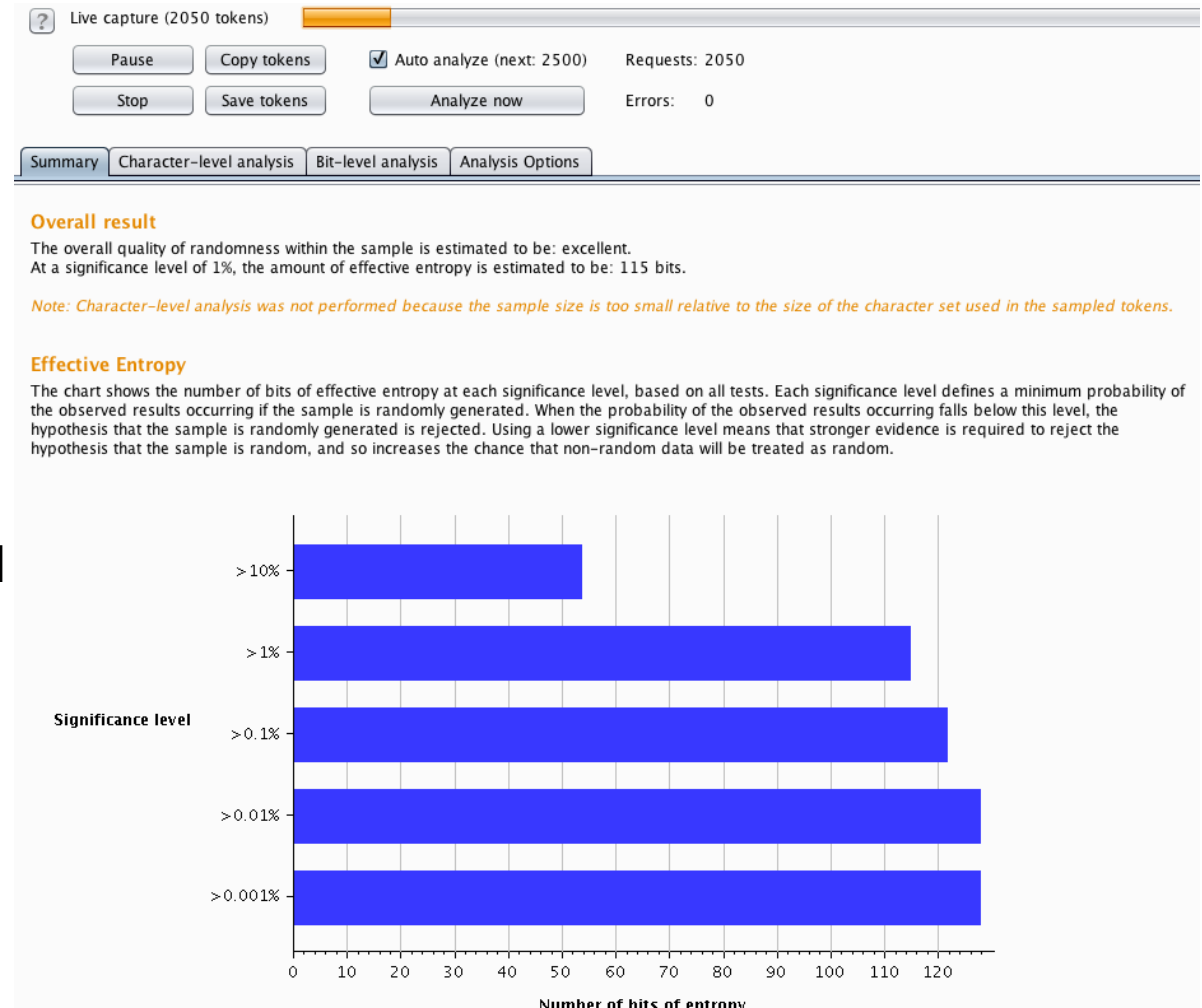 ? Live capture (2050 tokens)
Pause Copy tokens Auto analyze (next: 2500) Requests: 2050
Stop Save tokens Analyze now Errors: 0
Summary Character-level analysis Bit-level analysis Analysis Options
Overall result
The overall quality of randomness within the sample is estimated to be: excellent.
At a significance level of 1%, the amount of effective entropy is estimated to be: 115 bits.
Note: Character-level analysis was not performed because the sample size is too small relative to the size of the character set used in the sampled tokens.
Effective Entropy
The chart shows the number of bits of effective entropy at each significance level, based on all tests. Each significance level defines a minimum probability of
the observed results occurring if the sample is randomly generated. When the probability of the observed results occurring falls below this level, the
hypothesis that the sample is randomly generated is rejected. Using a lower significance level means that stronger evidence is required to reject the
hypothesis that the sample is random, and so increases the chance that non-random data will be treated as random.
>10%
>1%
Significance level
>0.1%
>0.01%
>0.001%
0 10 20 30 40 50 60 70 80 90 100 110 120
Number of bits of entropy